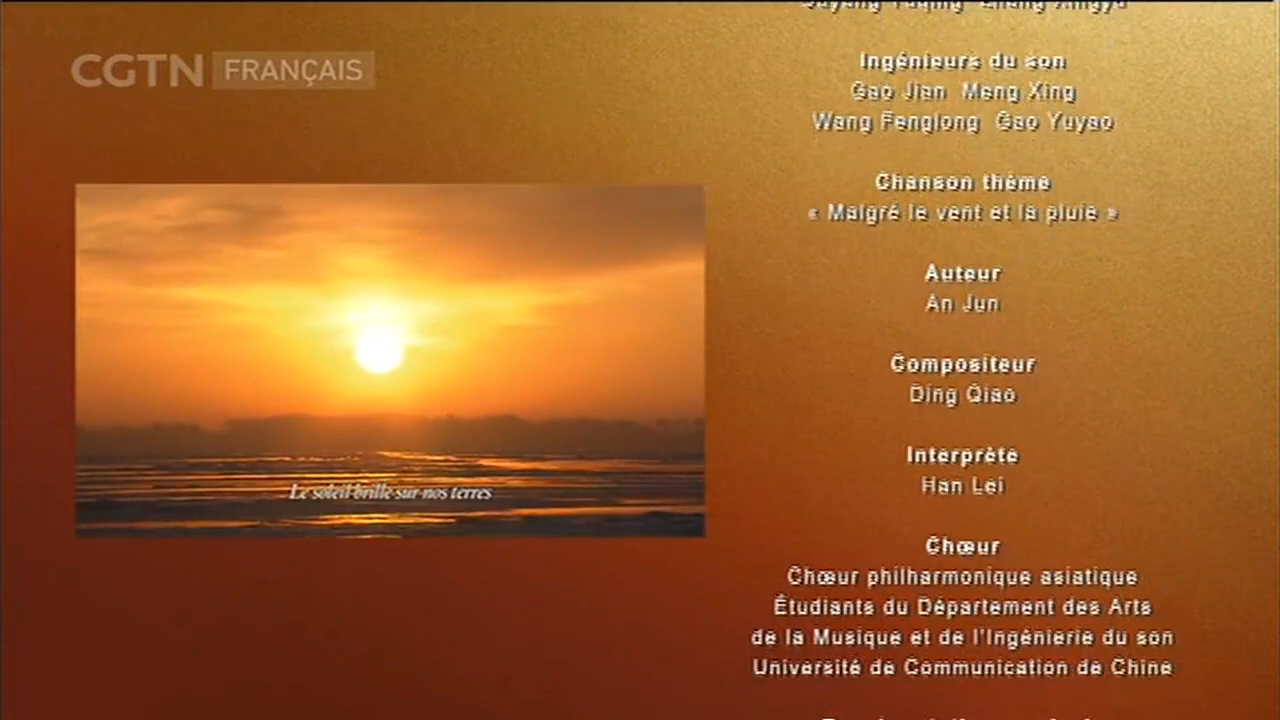 CGTN FRANÇAIS
Ingénieurs du son
Gao Jian Meng Xing
Wang Fenglong Gao Yuyao
Chanson thème
« Malgré le vent et la pluie »
Auteur
An Jun
Compositeur
Ding Qiao
Interprète
Han Lei
Chœur
Chœur philharmonique asiatique
Étudiants du Département des Arts
de la Musique et de l'Ingénierie du son
Université de Communication de Chine
Le soleil brille sur nos terres